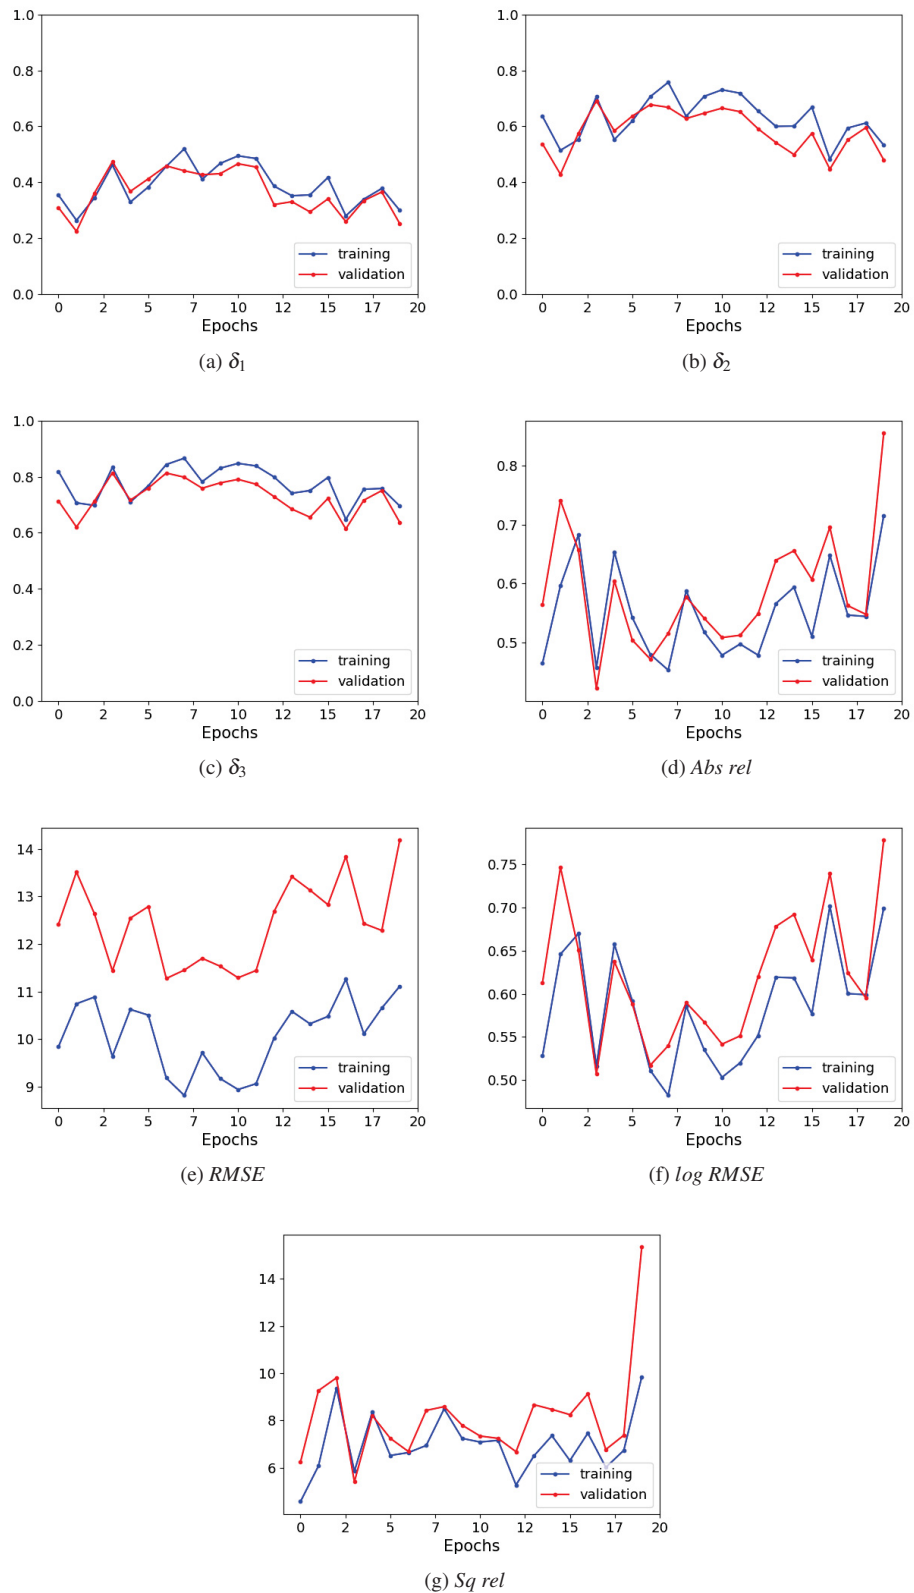 1.0 1.0
0.8 0.8
0.6 0.6
0.4 0.4
0.2 0.2
0.0 0.0
training training
validation validation
0 2 5 7 10 12 15 17 20 0 2 5 7 10 12 15 17 20
Epochs Epochs
(a) δ1 (b) δ2
1.0
0.8 0.8
0.7
0.6
0.4 0.6
0.2 0.5
0.0
training training
validation validation
0 2 5 7 10 12 15 17 20 0 2 5 7 10 12 15 17 20
Epochs Epochs
(c) δ3 (d) Abs rel
14 0.75
13 0.70
12 0.65
11 0.60
10 0.55
9 0.50
training training
validation validation
0 2 5 7 10 12 15 17 20 0 2 5 7 10 12 15 17 20
Epochs Epochs
(e) RMSE (f) log RMSE
14
12
10
8
6
training
validation
0 2 5 7 10 12 15 17 20
Epochs
(g) Sq rel